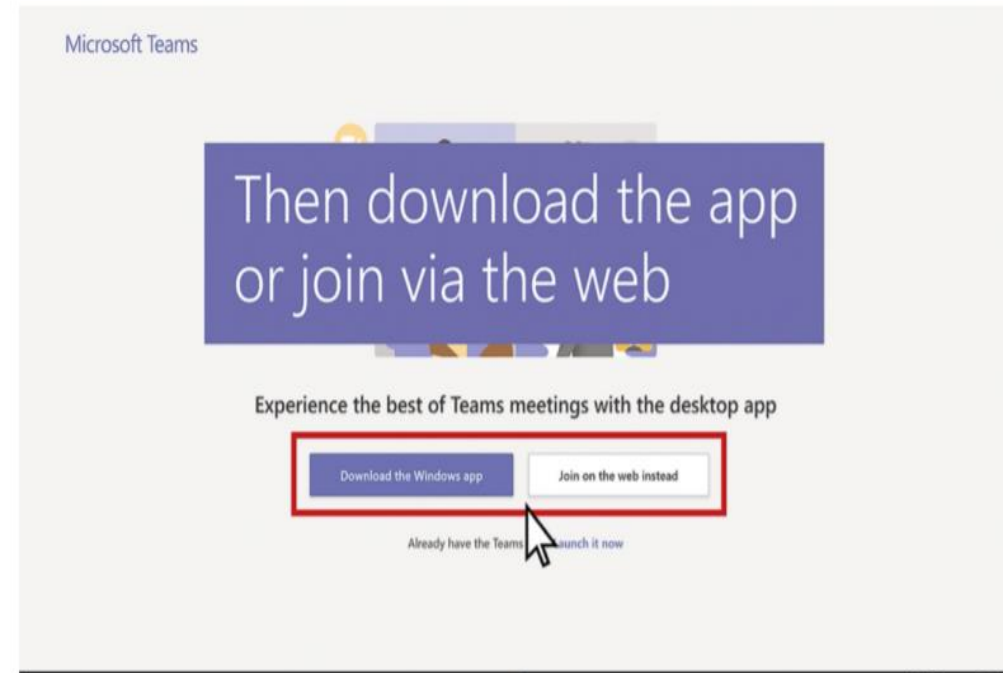 Microsoft Teams
Then download the app
or join via the web
Experience the best of Teams meetings with the desktop app
Download the Windows app
Join on the web instead
Already have the Teams
Launch it now